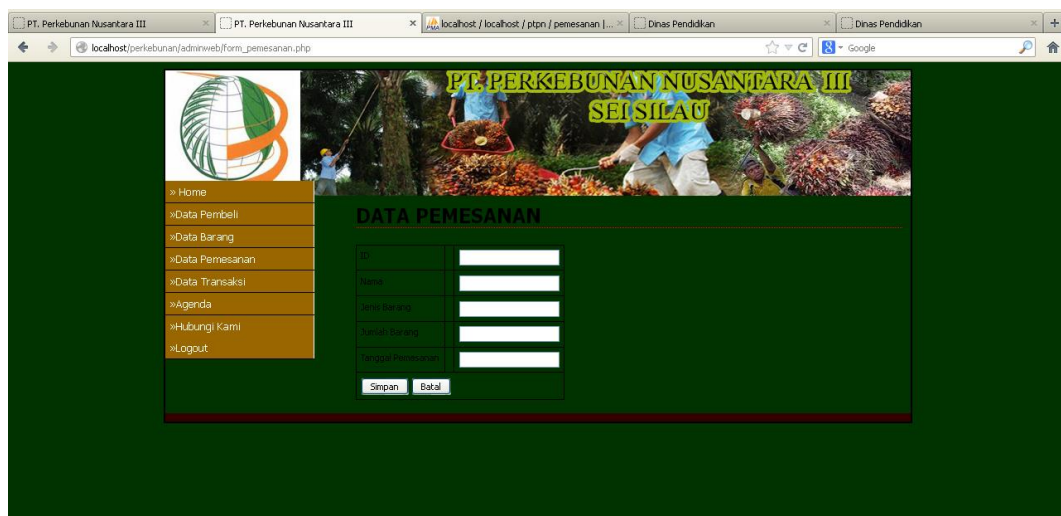 PT. Perkebunan Nusantara III
PT. Perkebunan Nusantara III
localhost / localhost / ptpn / pemesanan |...
Dinas Pendidikan
Dinas Pendidikan
localhost/perkebunan/adminweb/form_pemesanan.php
Google
PT. PERKEBUNAN NUSANTARA III
SEI SILAU
» Home
»Data Pembeli
»Data Barang
»Data Pemesanan
»Data Transaksi
»Agenda
»Hubungi Kami
»Logout
DATA PEMESANAN
ID
Nama
Jenis Barang
Jumlah Barang
Tanggal Pemesanan
Simpan Batal